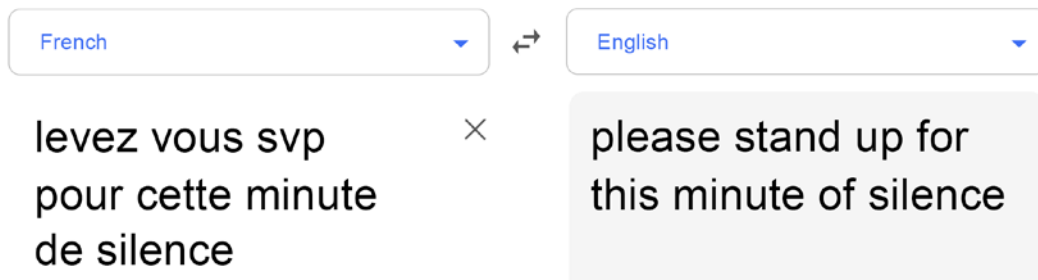 French
English
levez vous svp
pour cette minute
de silence
please stand up for
this minute of silence